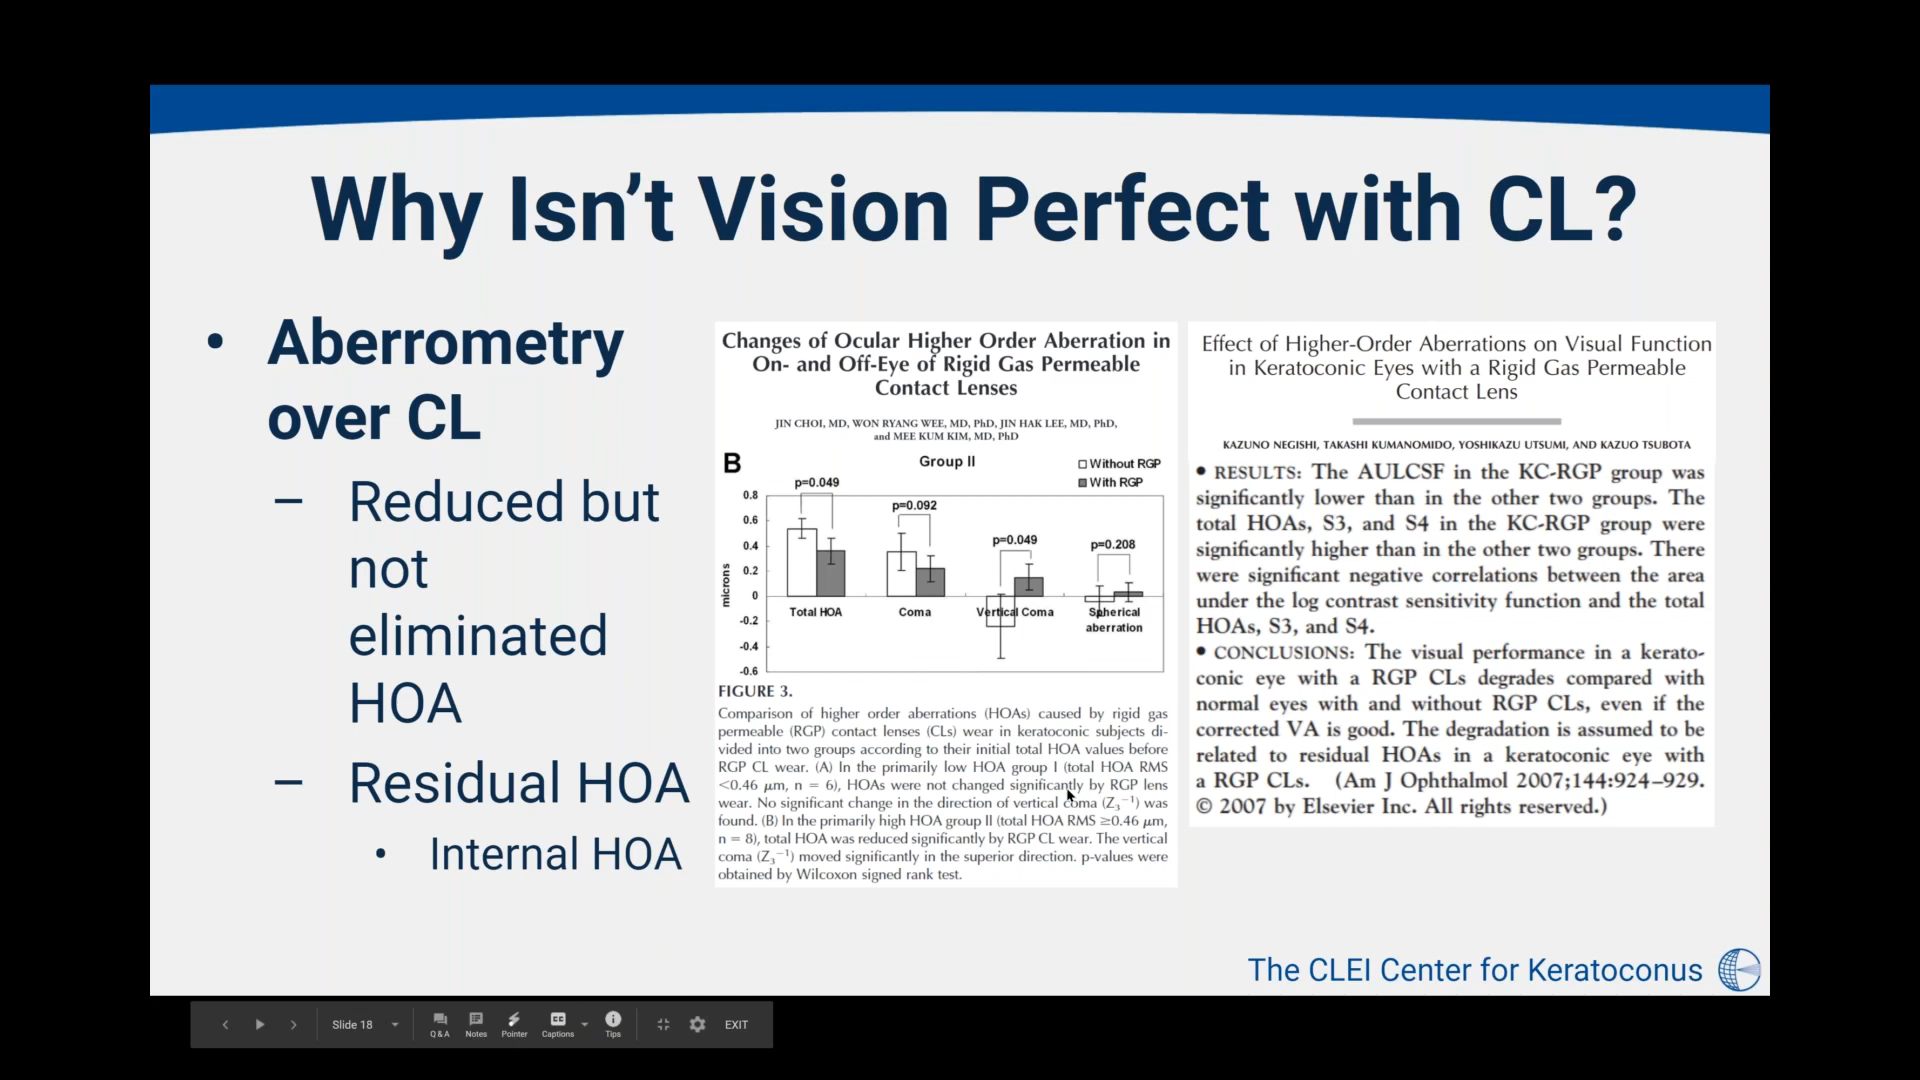 Why Isn’t Vision Perfect with CL?
• Aberrometry
over CL
– Reduced but
not
eliminated
HOA
– Residual HOA
• Internal HOA
Changes of Ocular Higher Order Aberration in
On- and Off-Eye of Rigid Gas Permeable
Contact Lenses
JIN CHOI, MD, WON RYANG WEE, MD, PhD, JIN HAK LEE, MD, PhD,
and MEE KUM KIM, MD, PhD
B
Group II
Without RGP
With RGP
p=0.049
p=0.092
p=0.049
p=0.208
0.8
0.6
0.4
0.2
0
-0.2
-0.4
-0.6
microns
Total HOA
Coma
Vertical Coma
Spherical
aberration
FIGURE 3.
Comparison of higher order aberrations (HOAs) caused by rigid gas
permeable (RGP) contact lenses (CLs) wear in keratoconic subjects di-
vided into two groups according to their initial total HOA values before
RGP CL wear. (A) In the primarily low HOA group I (total HOA RMS
<0.46 μm, n = 6), HOAs were not changed significantly by RGP lens
wear. No significant change in the direction of vertical coma (Z₃⁻¹) was
found. (B) In the primarily high HOA group II (total HOA RMS ≥0.46 μm,
n = 8), total HOA was reduced significantly by RGP CL wear. The vertical
coma (Z₃⁻¹) moved significantly in the superior direction. p-values were
obtained by Wilcoxon signed rank test.
Effect of Higher-Order Aberrations on Visual Function
in Keratoconic Eyes with a Rigid Gas Permeable
Contact Lens
KAZUNO NEGISHI, TAKASHI KUMANOMIDO, YOSHIKAZU UTSUMI, AND KAZUO TSUBOTA
• RESULTS: The AULCSF in the KC-RGP group was
significantly lower than in the other two groups. The
total HOAs, S3, and S4 in the KC-RGP group were
significantly higher than in the other two groups. There
were significant negative correlations between the area
under the log contrast sensitivity function and the total
HOAs, S3, and S4.
• CONCLUSIONS: The visual performance in a kerato-
conic eye with a RGP CLs degrades compared with
normal eyes with and without RGP CLs, even if the
corrected VA is good. The degradation is assumed to be
related to residual HOAs in a keratoconic eye with
a RGP CLs. (Am J Ophthalmol 2007;144:924–929.
© 2007 by Elsevier Inc. All rights reserved.)
The CLEI Center for Keratoconus
Slide 18
Q&A
Notes
Pointer
CC
Captions
Tips
EXIT